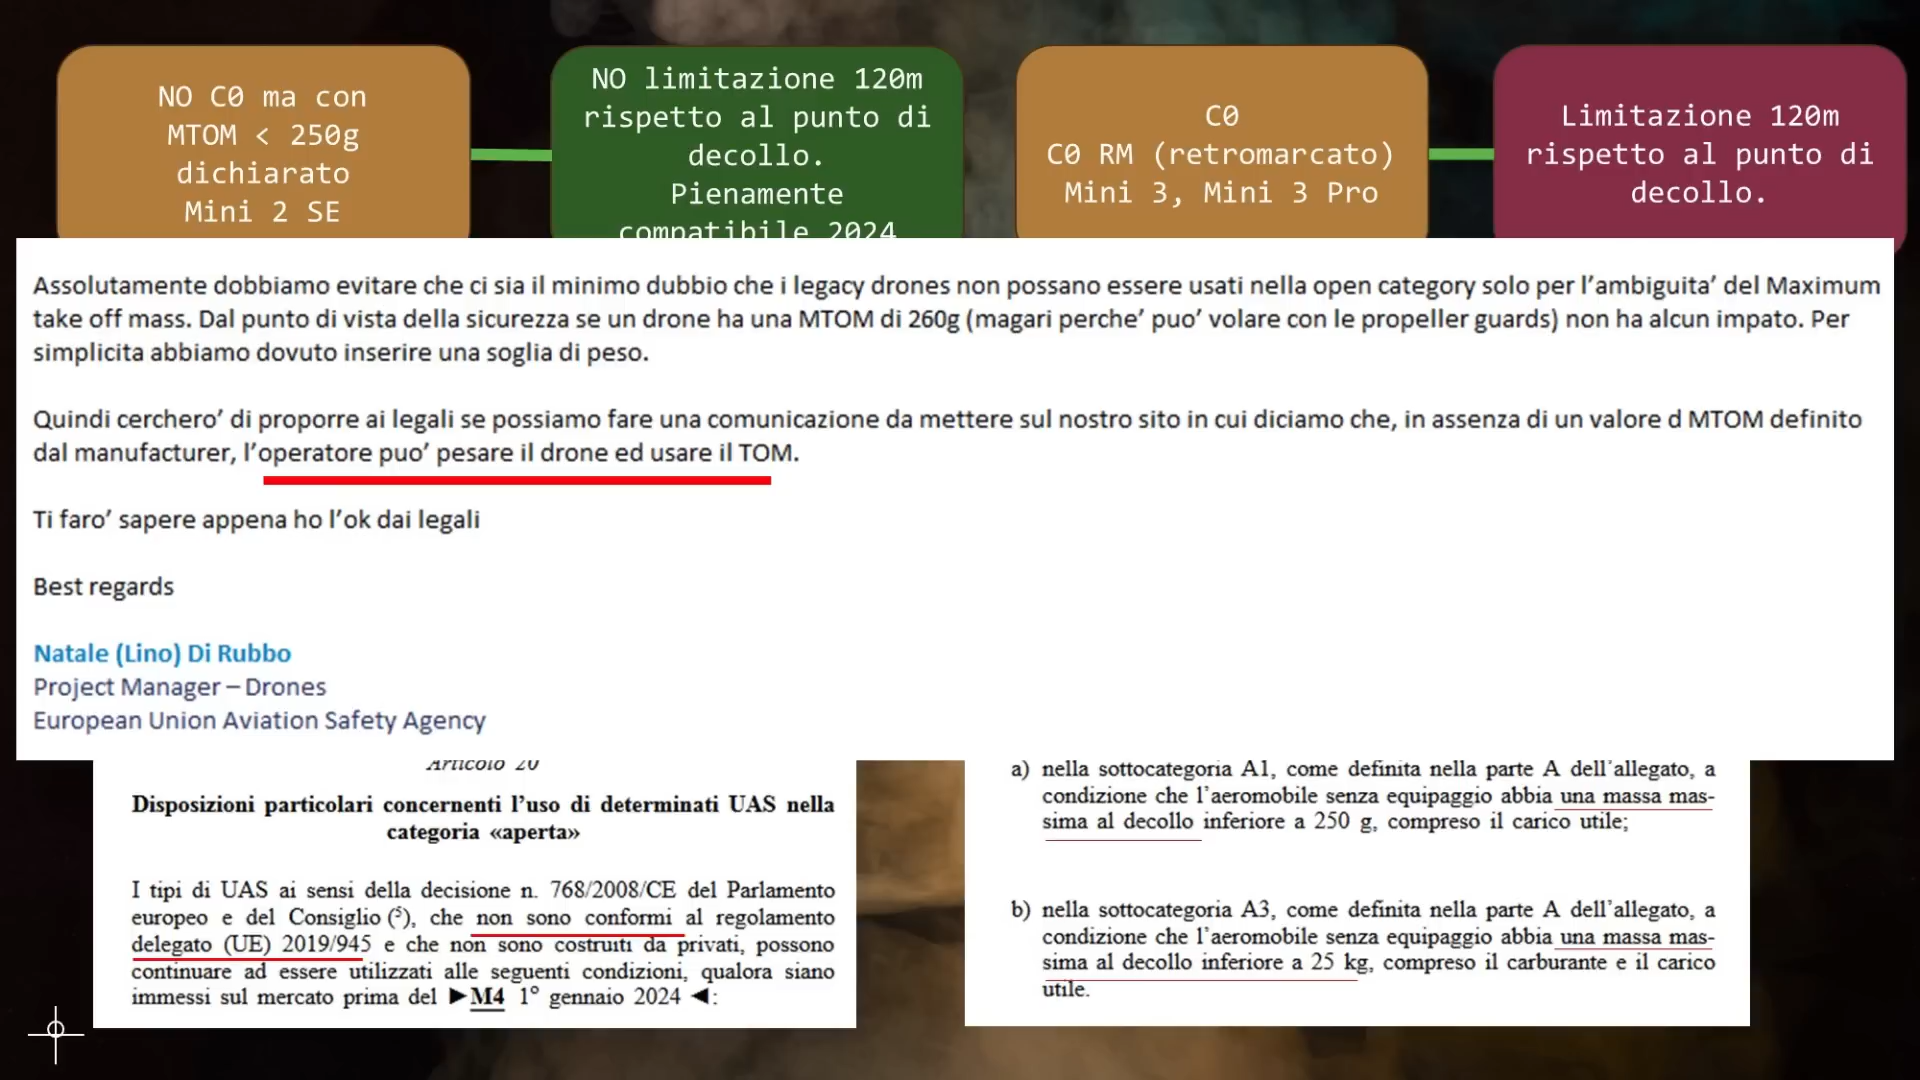 NO C0 ma con
MTOM < 250g
dichiarato
Mini 2 SE
NO limitazione 120m
rispetto al punto di
decollo.
Pienamente
compatibile 2024
C0
C0 RM (retromarcato)
Mini 3, Mini 3 Pro
Limitazione 120m
rispetto al punto di
decollo.
Assolutamente dobbiamo evitare che ci sia il minimo dubbio che i legacy drones non possano essere usati nella open category solo per l'ambiguita' del Maximum
take off mass. Dal punto di vista della sicurezza se un drone ha una MTOM di 260g (magari perche' puo' volare con le propeller guards) non ha alcun impato. Per
simplicita abbiamo dovuto inserire una soglia di peso.
Quindi cerchero' di proporre ai legali se possiamo fare una comunicazione da mettere sul nostro sito in cui diciamo che, in assenza di un valore d MTOM definito
dal manufacturer, l'operatore puo' pesare il drone ed usare il TOM.
Ti faro' sapere appena ho l'ok dai legali
Best regards
Natale (Lino) Di Rubbo
Project Manager – Drones
European Union Aviation Safety Agency
Articolo 20
Disposizioni particolari concernenti l'uso di determinati UAS nella
categoria «aperta»
I tipi di UAS ai sensi della decisione n. 768/2008/CE del Parlamento
europeo e del Consiglio (⁵), che non sono conformi al regolamento
delegato (UE) 2019/945 e che non sono costruiti da privati, possono
continuare ad essere utilizzati alle seguenti condizioni, qualora siano
immessi sul mercato prima del ►M4 1° gennaio 2024 ◄:
a) nella sottocategoria A1, come definita nella parte A dell'allegato, a
condizione che l'aeromobile senza equipaggio abbia una massa mas-
sima al decollo inferiore a 250 g, compreso il carico utile;
b) nella sottocategoria A3, come definita nella parte A dell'allegato, a
condizione che l'aeromobile senza equipaggio abbia una massa mas-
sima al decollo inferiore a 25 kg, compreso il carburante e il carico
utile.